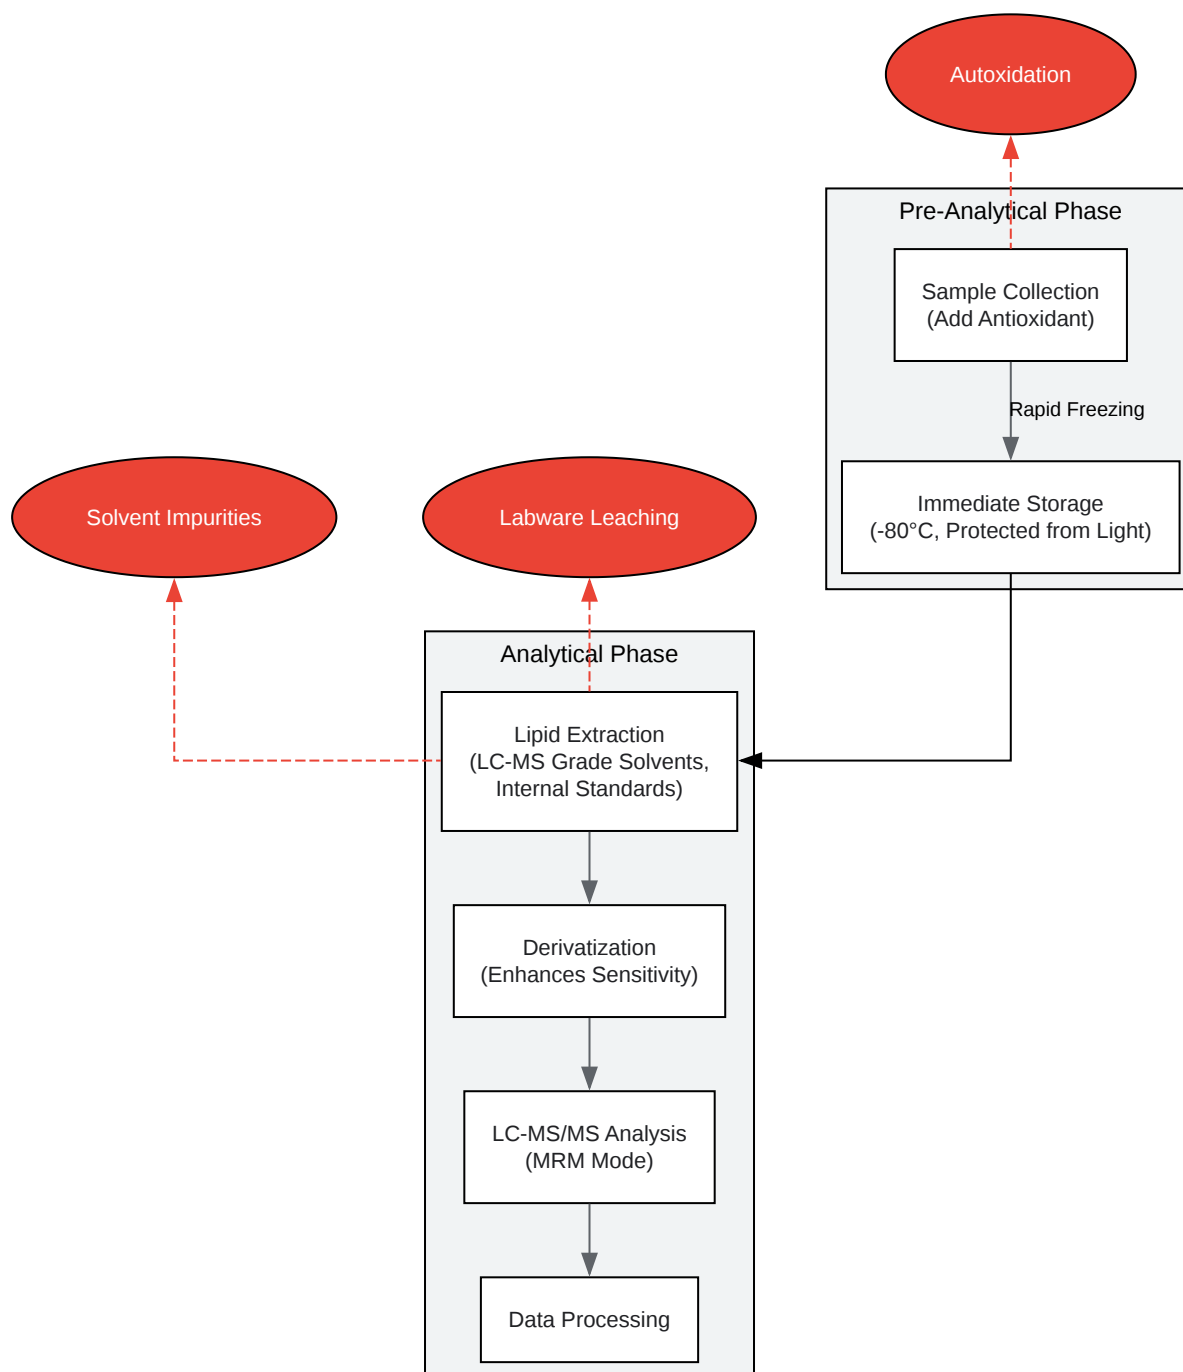 Autoxidation
Pre-Analytical Phase
Sample Collection
(Add Antioxidant)
Rapid Freezing
Immediate Storage
(-80°C, Protected from Light)
Solvent Impurities
Labware Leaching
Analytical Phase
Lipid Extraction
(LC-MS Grade Solvents,
Internal Standards)
Derivatization
(Enhances Sensitivity)
LC-MS/MS Analysis
(MRM Mode)
Data Processing